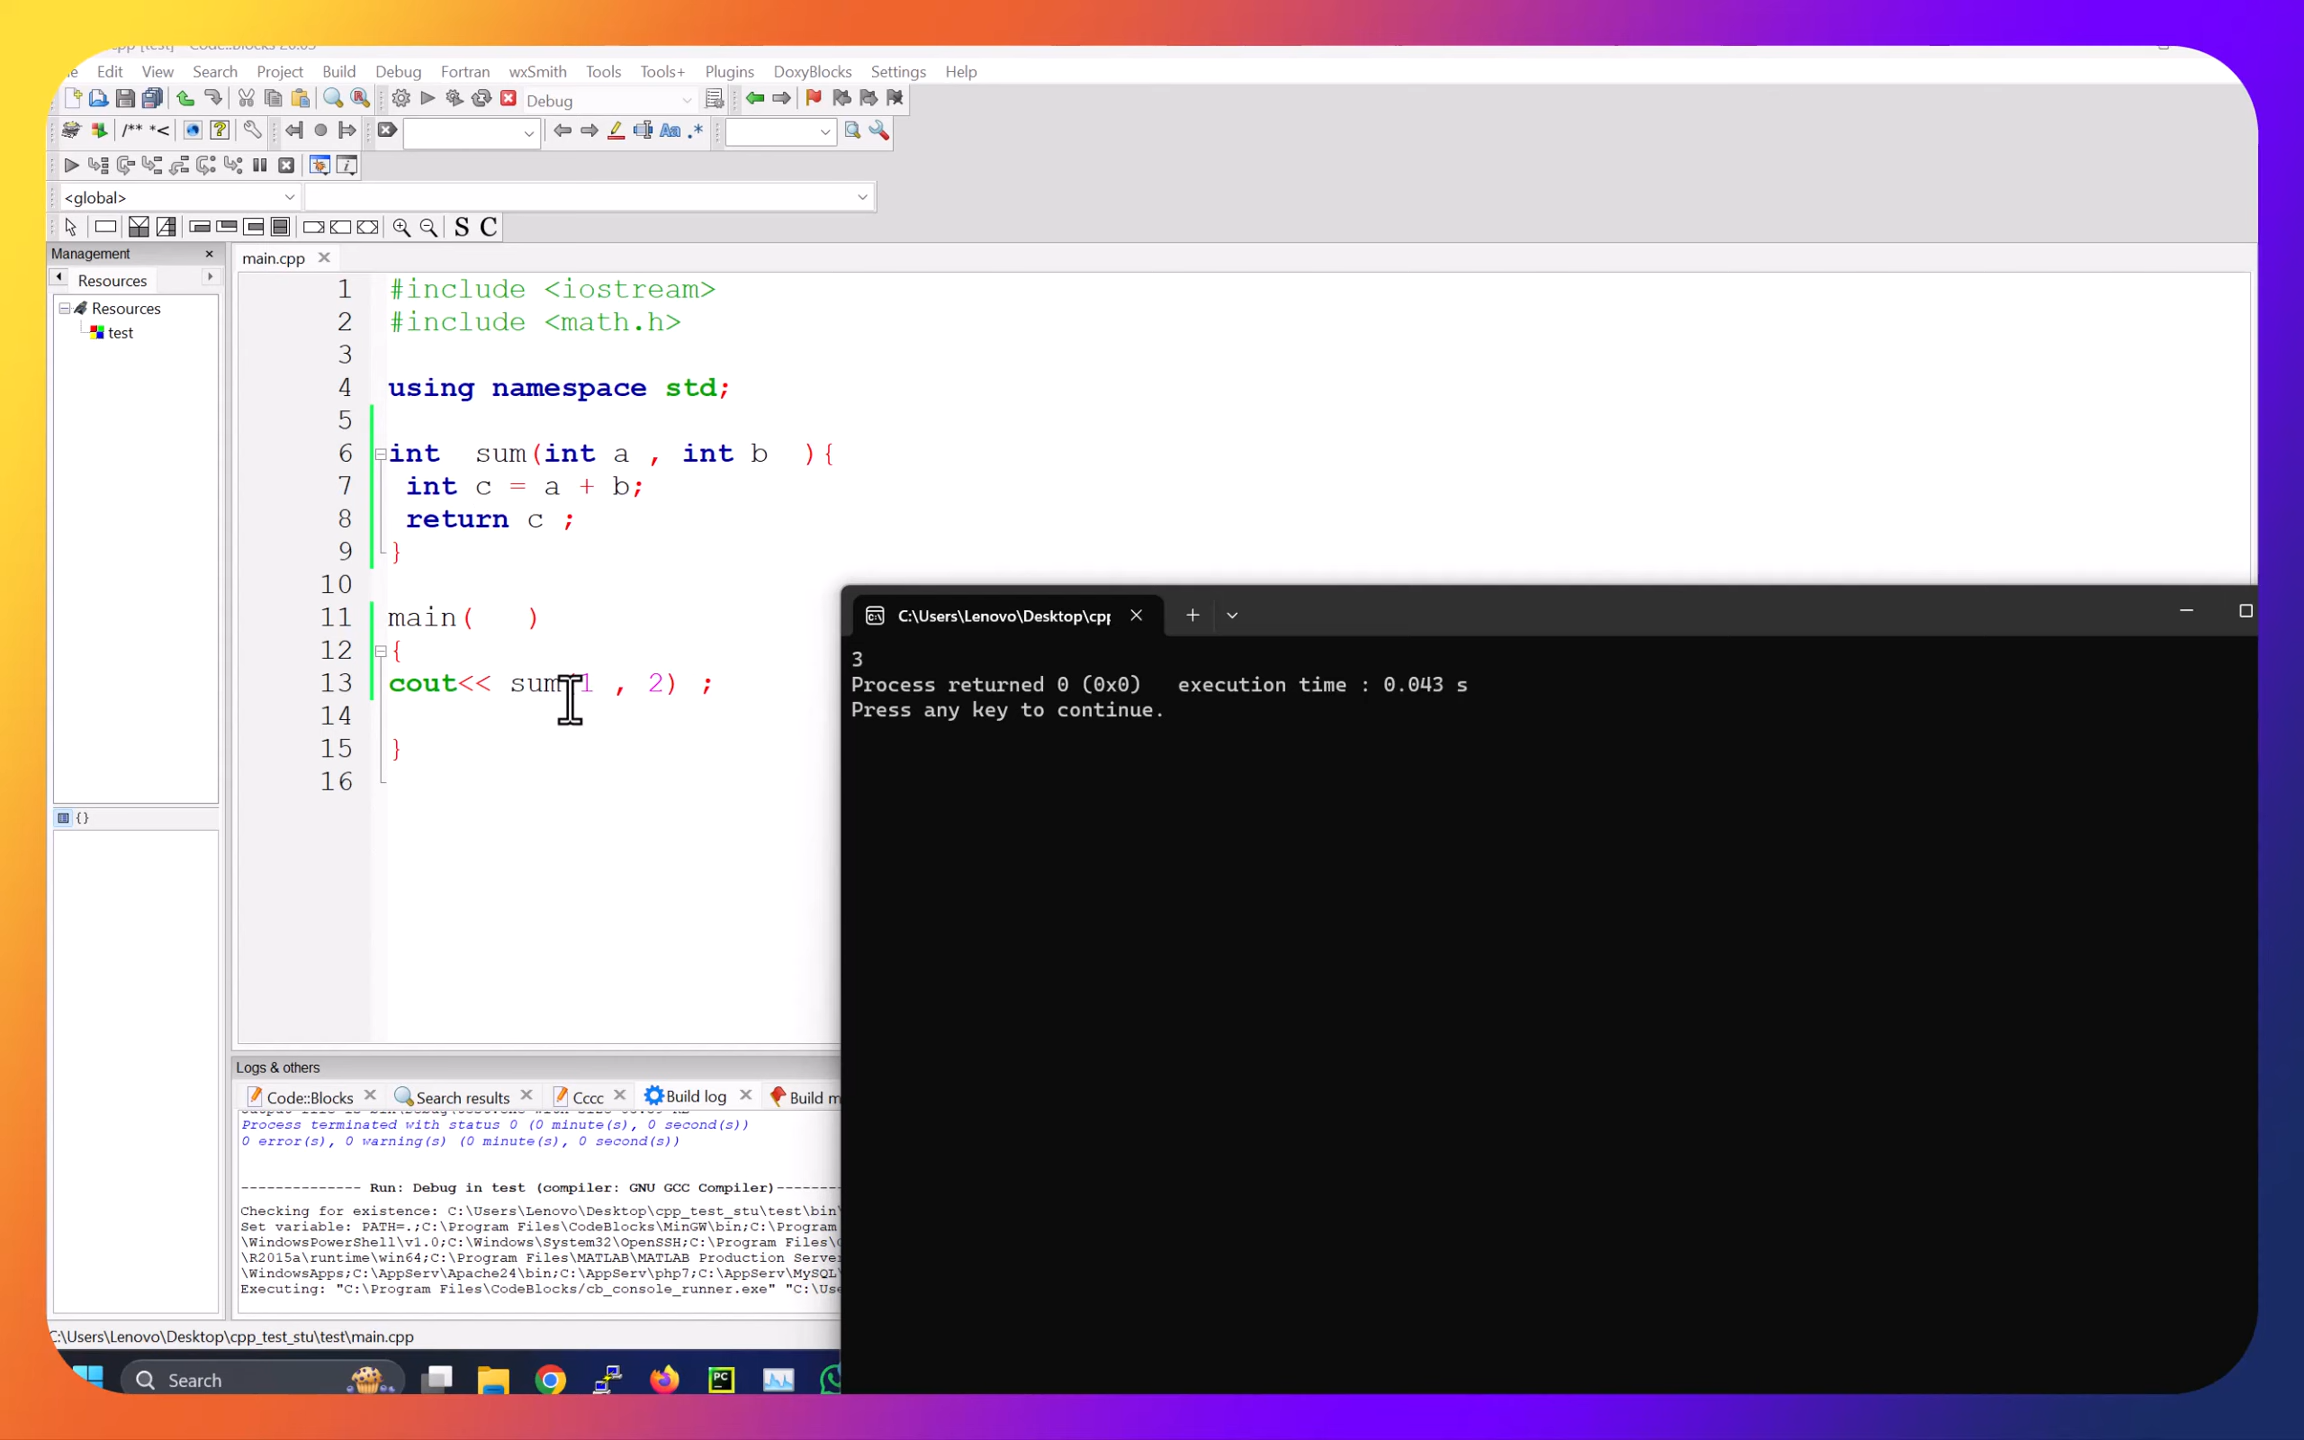 Edit View Search Project Build Debug Fortran wxSmith Tools Tools+ Plugins DoxyBlocks Settings Help
Debug
/** *<
Aa .*
<global>
S C
Management
Resources
Resources
test
{}
main.cpp
1 #include <iostream>
2 #include <math.h>
3
4 using namespace std;
5
6 int sum(int a , int b ){
7 int c = a + b;
8 return c ;
9 }
10
11 main( )
12 {
13 cout<< sum 1 , 2) ;
14
15 }
16
C:\Users\Lenovo\Desktop\cpp
3
Process returned 0 (0x0) execution time : 0.043 s
Press any key to continue.
Logs & others
Code::Blocks Search results Cccc Build log Build m
Process terminated with status 0 (0 minute(s), 0 second(s))
0 error(s), 0 warning(s) (0 minute(s), 0 second(s))
-------------- Run: Debug in test (compiler: GNU GCC Compiler)-------
Checking for existence: C:\Users\Lenovo\Desktop\cpp_test_stu\test\bin\
Set variable: PATH=.;C:\Program Files\CodeBlocks\MinGW\bin;C:\Program
\WindowsPowerShell\v1.0;C:\Windows\System32\OpenSSH;C:\Program Files\
\R2015a\runtime\win64;C:\Program Files\MATLAB\MATLAB Production Server
\WindowsApps;C:\AppServ\Apache24\bin;C:\AppServ\php7;C:\AppServ\MySQL\
Executing: "C:\Program Files\CodeBlocks/cb_console_runner.exe" "C:\Use
C:\Users\Lenovo\Desktop\cpp_test_stu\test\main.cpp
Search
PC